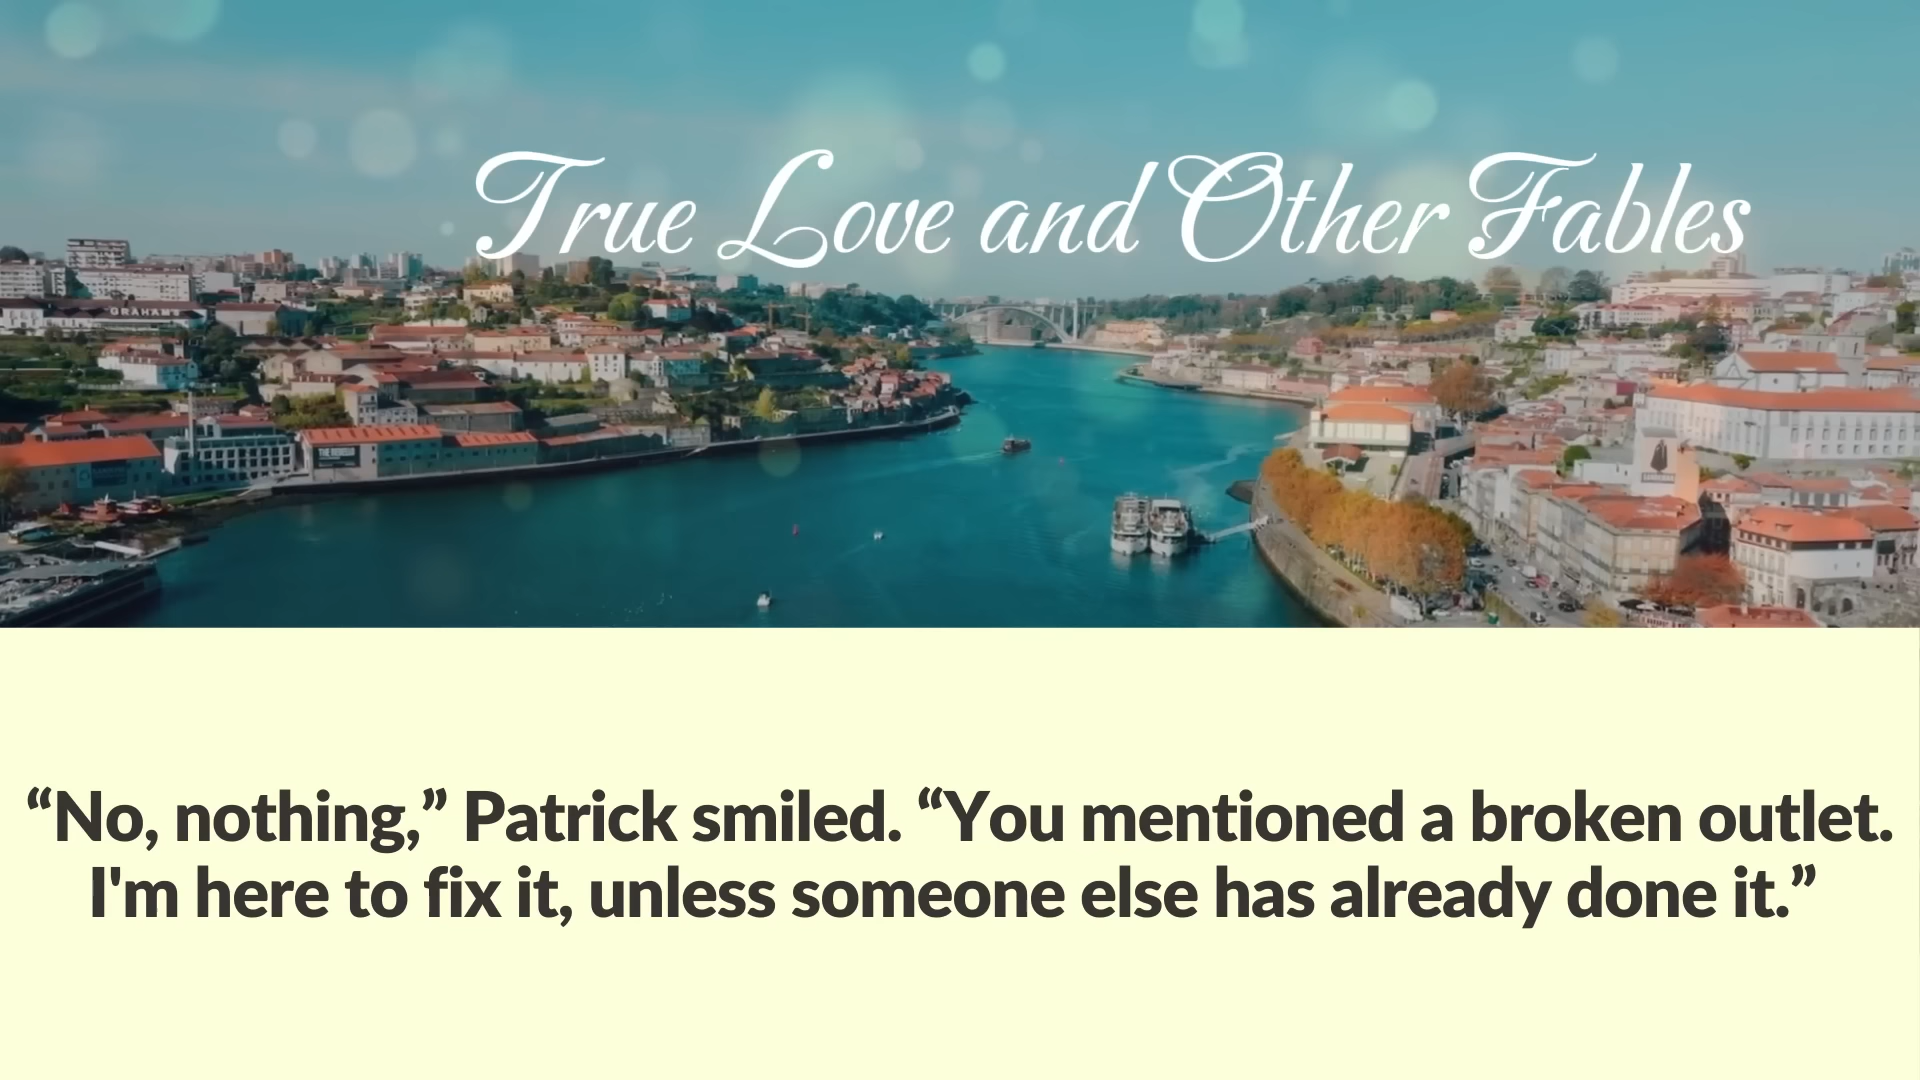 True Love and Other Fables
GRAHAM'S
“No, nothing,” Patrick smiled. “You mentioned a broken outlet.
I'm here to fix it, unless someone else has already done it.”